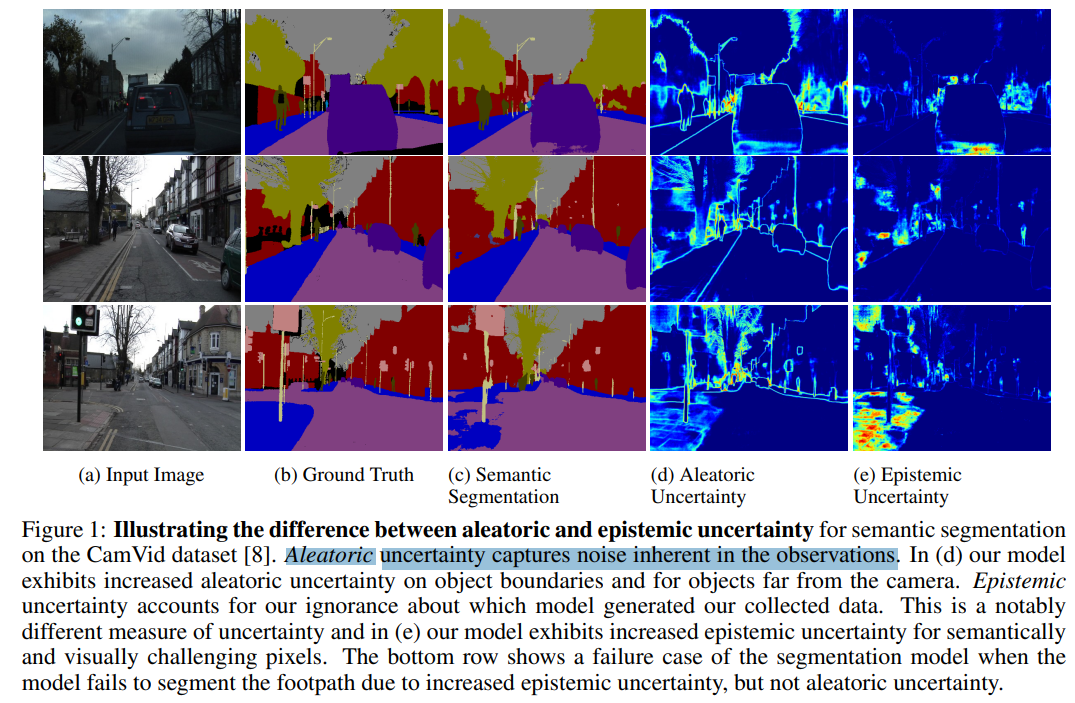 (a) Input Image
(b) Ground Truth
(c) Semantic
Segmentation
(d) Aleatoric
Uncertainty
(e) Epistemic
Uncertainty
Figure 1: Illustrating the difference between aleatoric and epistemic uncertainty for semantic segmentation
on the CamVid dataset [8]. Aleatoric uncertainty captures noise inherent in the observations. In (d) our model
exhibits increased aleatoric uncertainty on object boundaries and for objects far from the camera. Epistemic
uncertainty accounts for our ignorance about which model generated our collected data. This is a notably
different measure of uncertainty and in (e) our model exhibits increased epistemic uncertainty for semantically
and visually challenging pixels. The bottom row shows a failure case of the segmentation model when the
model fails to segment the footpath due to increased epistemic uncertainty, but not aleatoric uncertainty.